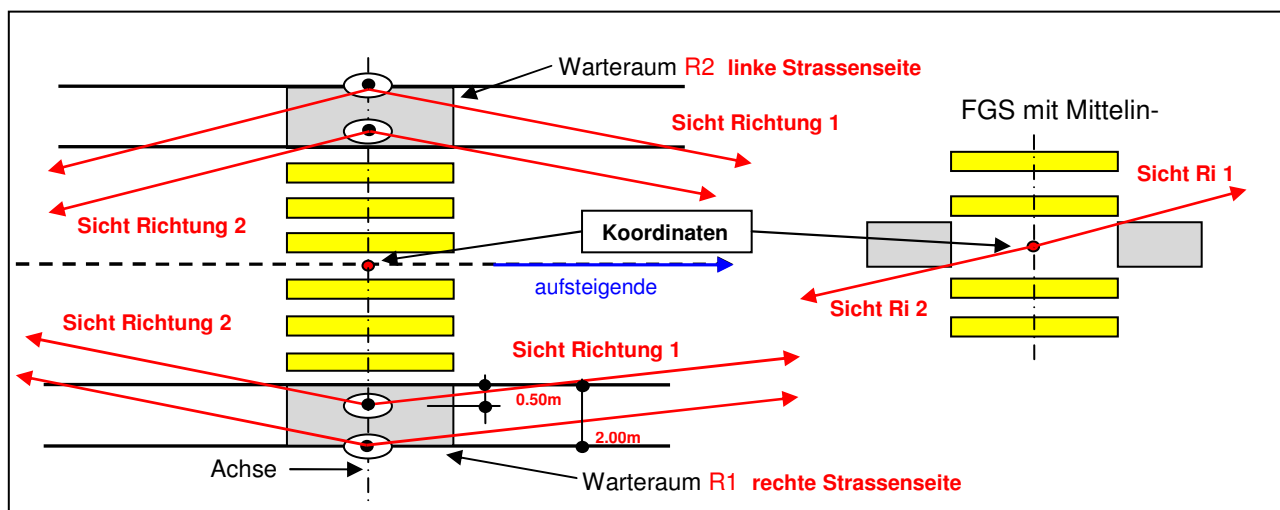 Warteraum R2 linke Strassenseite
Sicht Richtung 1
FGS mit Mittelin-
Sicht Ri 1
Sicht Richtung 2
Koordinaten
aufsteigende
Sicht Ri 2
Sicht Richtung 2
Sicht Richtung 1
0.50m
2.00m
Achse
Warteraum R1 rechte Strassenseite